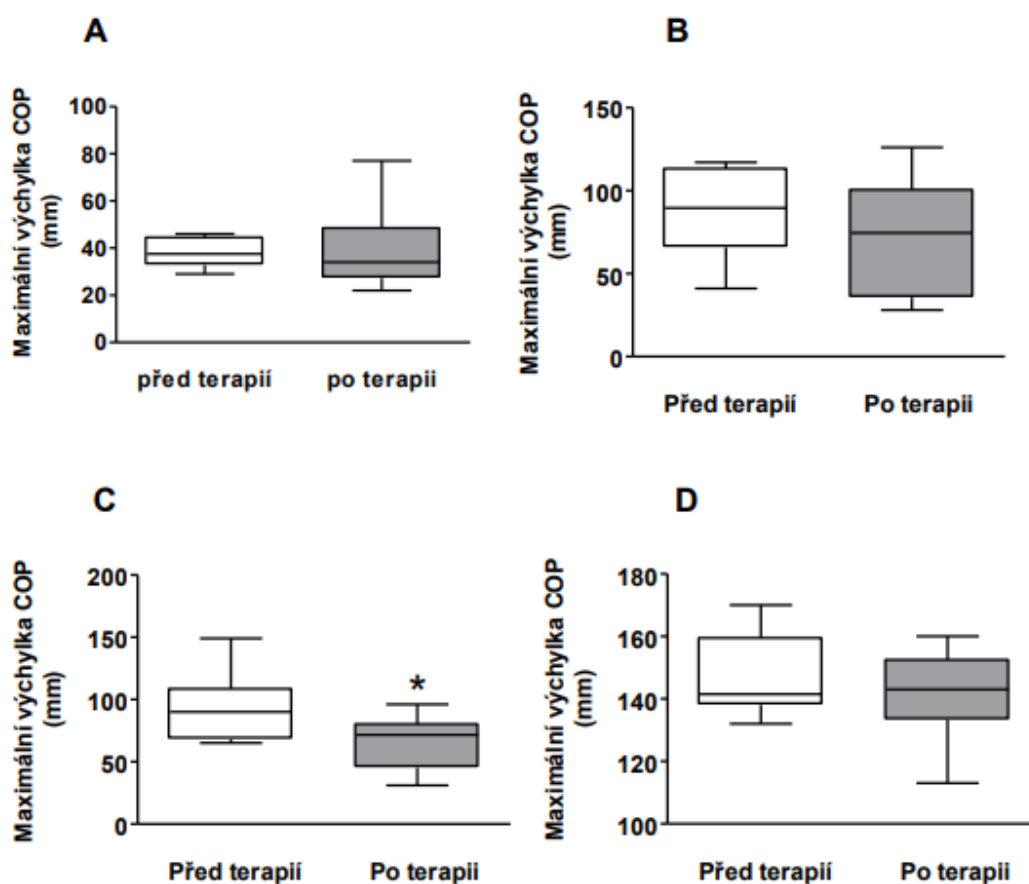 A
Maximální výchylka COP
(mm)
100
80
60
40
20
0
před terapií
po terapii
B
Maximální výchylka COP
(mm)
150
100
50
0
Před terapií
Po terapii
C
Maximální výchylka COP
(mm)
200
150
100
50
0
*
Před terapií
Po terapii
D
Maximální výchylka COP
(mm)
180
160
140
120
100
Před terapií
Po terapii